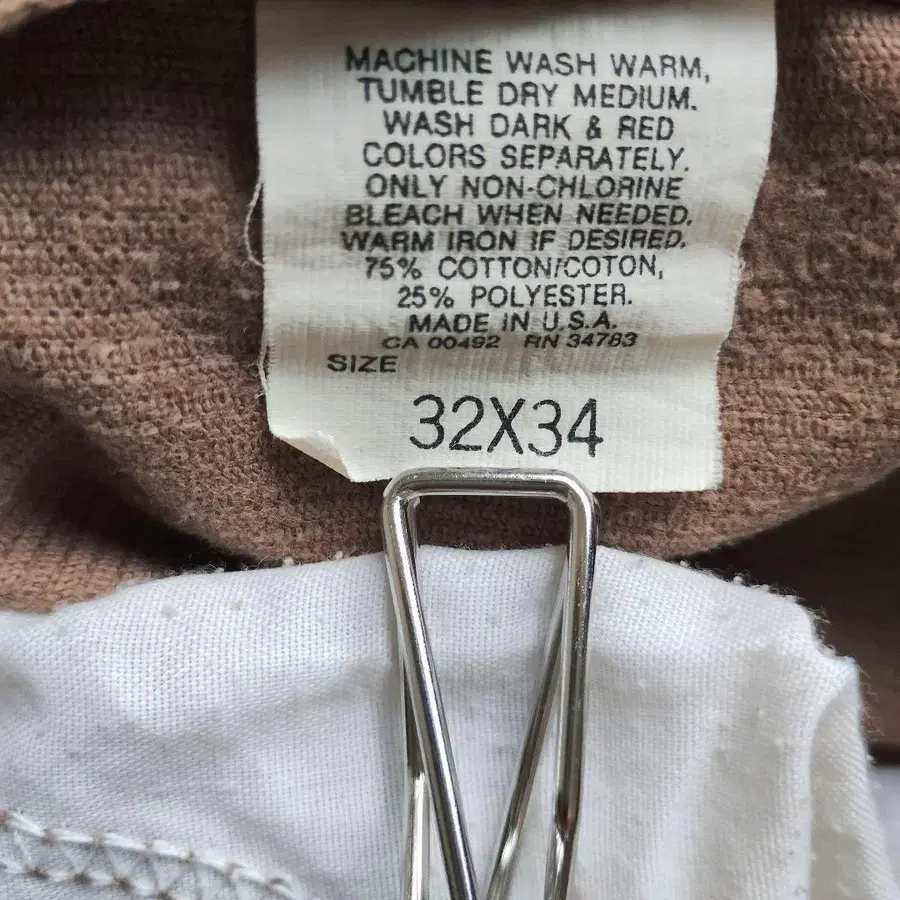 MACHINE WASH WARM,
TUMBLE DRY MEDIUM.
WASH DARK & RED
COLORS SEPARATELY.
ONLY NON-CHLORINE
BLEACH WHEN NEEDED.
WARM IRON IF DESIRED.
75% COTTON/COTON,
25% POLYESTER.
MADE IN U.S.A.
CA 00492 RN 34783
SIZE
32X34